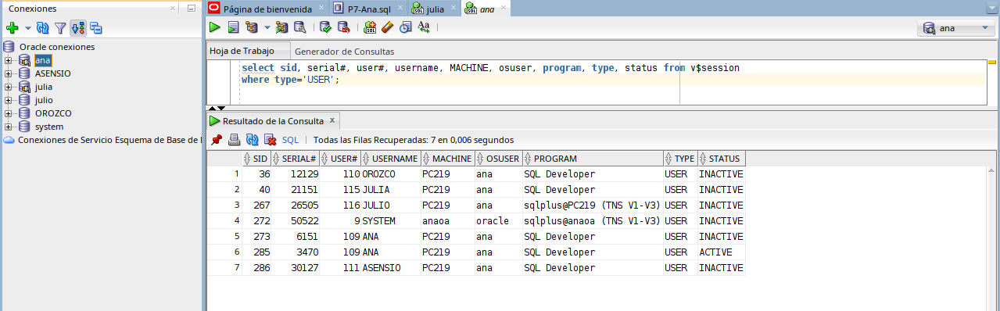 Conexiones
Página de bienvenida
P7-Ana.sql
julia
ana
Oracle conexiones
ana
ASENSIO
julia
julio
OROZCO
system
Conexiones de Servicio Esquema de Base de
ana
Hoja de Trabajo
Generador de Consultas
select sid, serial#, user#, username, MACHINE, osuser, program, type, status from v$session
where type='USER';
Resultado de la Consulta x
SQL | Todas las Filas Recuperadas: 7 en 0,006 segundos
SID SERIAL# USER# USERNAME MACHINE OSUSER PROGRAM TYPE STATUS
1 36 12129 110 OROZCO PC219 ana SQL Developer USER INACTIVE
2 40 21151 115 JULIA PC219 ana SQL Developer USER INACTIVE
3 267 26505 116 JULIO PC219 ana sqlplus@PC219 (TNS V1-V3) USER INACTIVE
4 272 50522 9 SYSTEM anaoa oracle sqlplus@anaoa (TNS V1-V3) USER INACTIVE
5 273 6151 109 ANA PC219 ana SQL Developer USER INACTIVE
6 285 3470 109 ANA PC219 ana SQL Developer USER ACTIVE
7 286 30127 111 ASENSIO PC219 ana SQL Developer USER INACTIVE